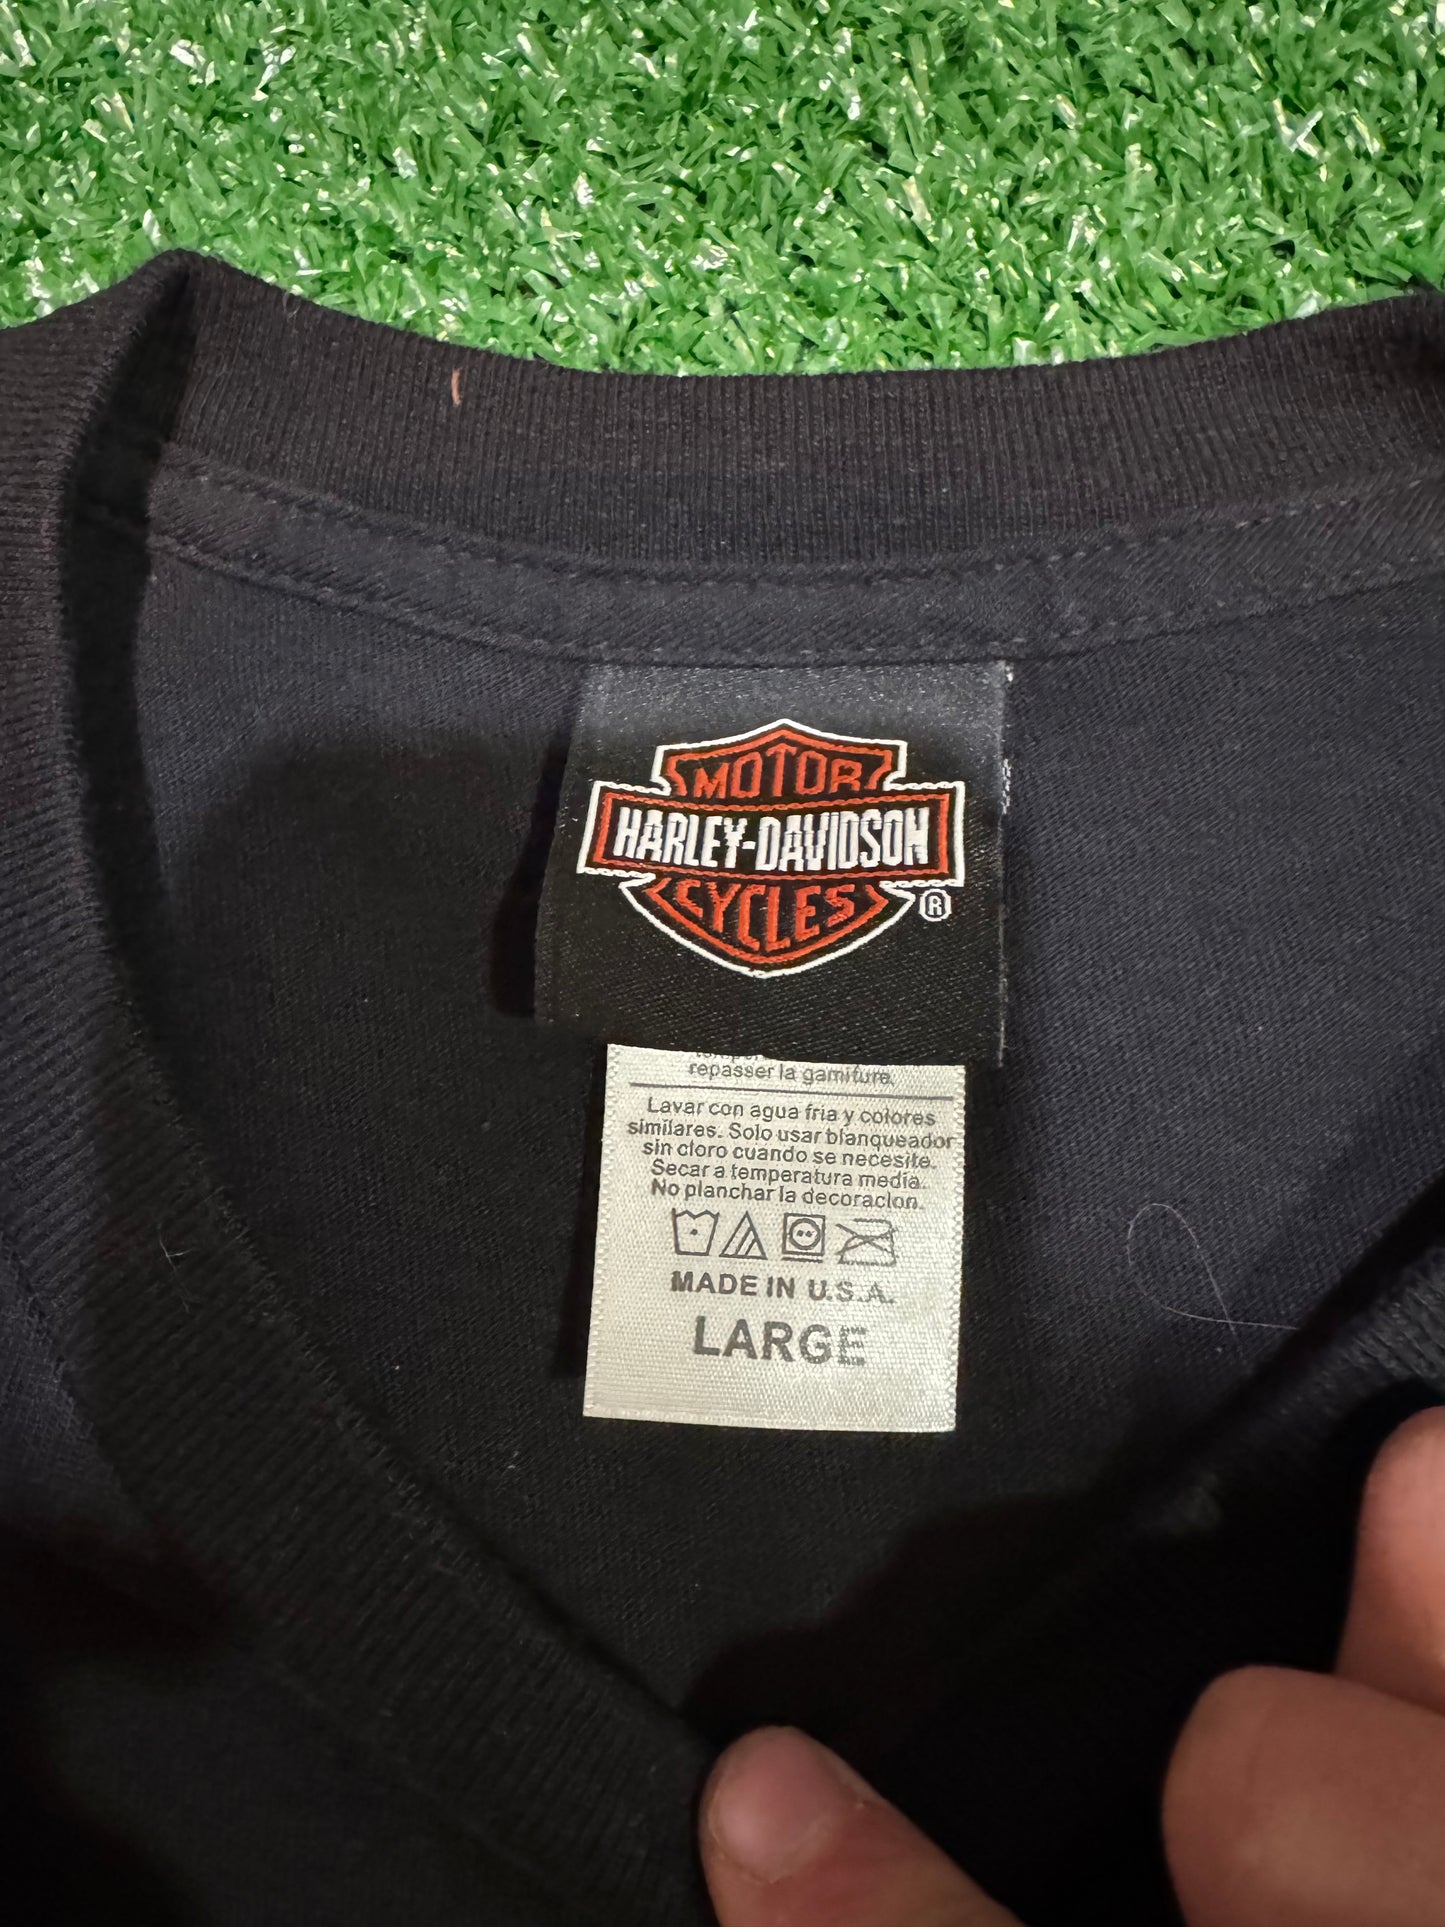 MOTOR
HARLEY-DAVIDSON
CYCLES
®
repasser la garniture.
Lavar con agua fria y colores
similares. Solo usar blanqueador
sin cloro cuando se necesite.
Secar a temperatura media.
No planchar la decoracion.
MADE IN U.S.A.
LARGE